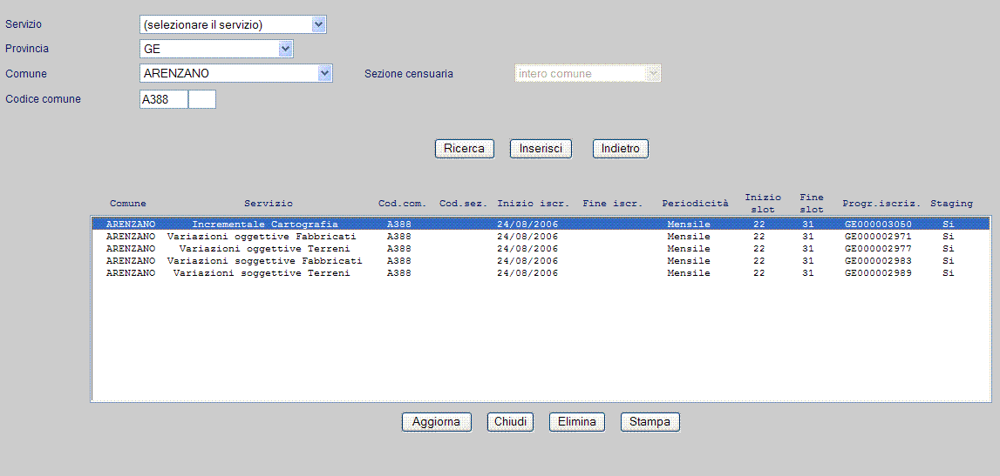 Servizio (selezionare il servizio)
Provincia GE
Comune ARENZANO Sezione censuaria intero comune
Codice comune A388
Ricerca Inserisci Indietro
Comune Servizio Cod.com. Cod.sez. Inizio iscr. Fine iscr. Periodicità Inizio slot Fine slot Progr.iscriz. Staging
ARENZANO Incrementale Cartografia A388 24/08/2006 Mensile 22 31 GE000003050 Si
ARENZANO Variazioni oggettive Fabbricati A388 24/08/2006 Mensile 22 31 GE000002971 Si
ARENZANO Variazioni oggettive Terreni A388 24/08/2006 Mensile 22 31 GE000002977 Si
ARENZANO Variazioni soggettive Fabbricati A388 24/08/2006 Mensile 22 31 GE000002983 Si
ARENZANO Variazioni soggettive Terreni A388 24/08/2006 Mensile 22 31 GE000002989 Si
Aggiorna Chiudi Elimina Stampa